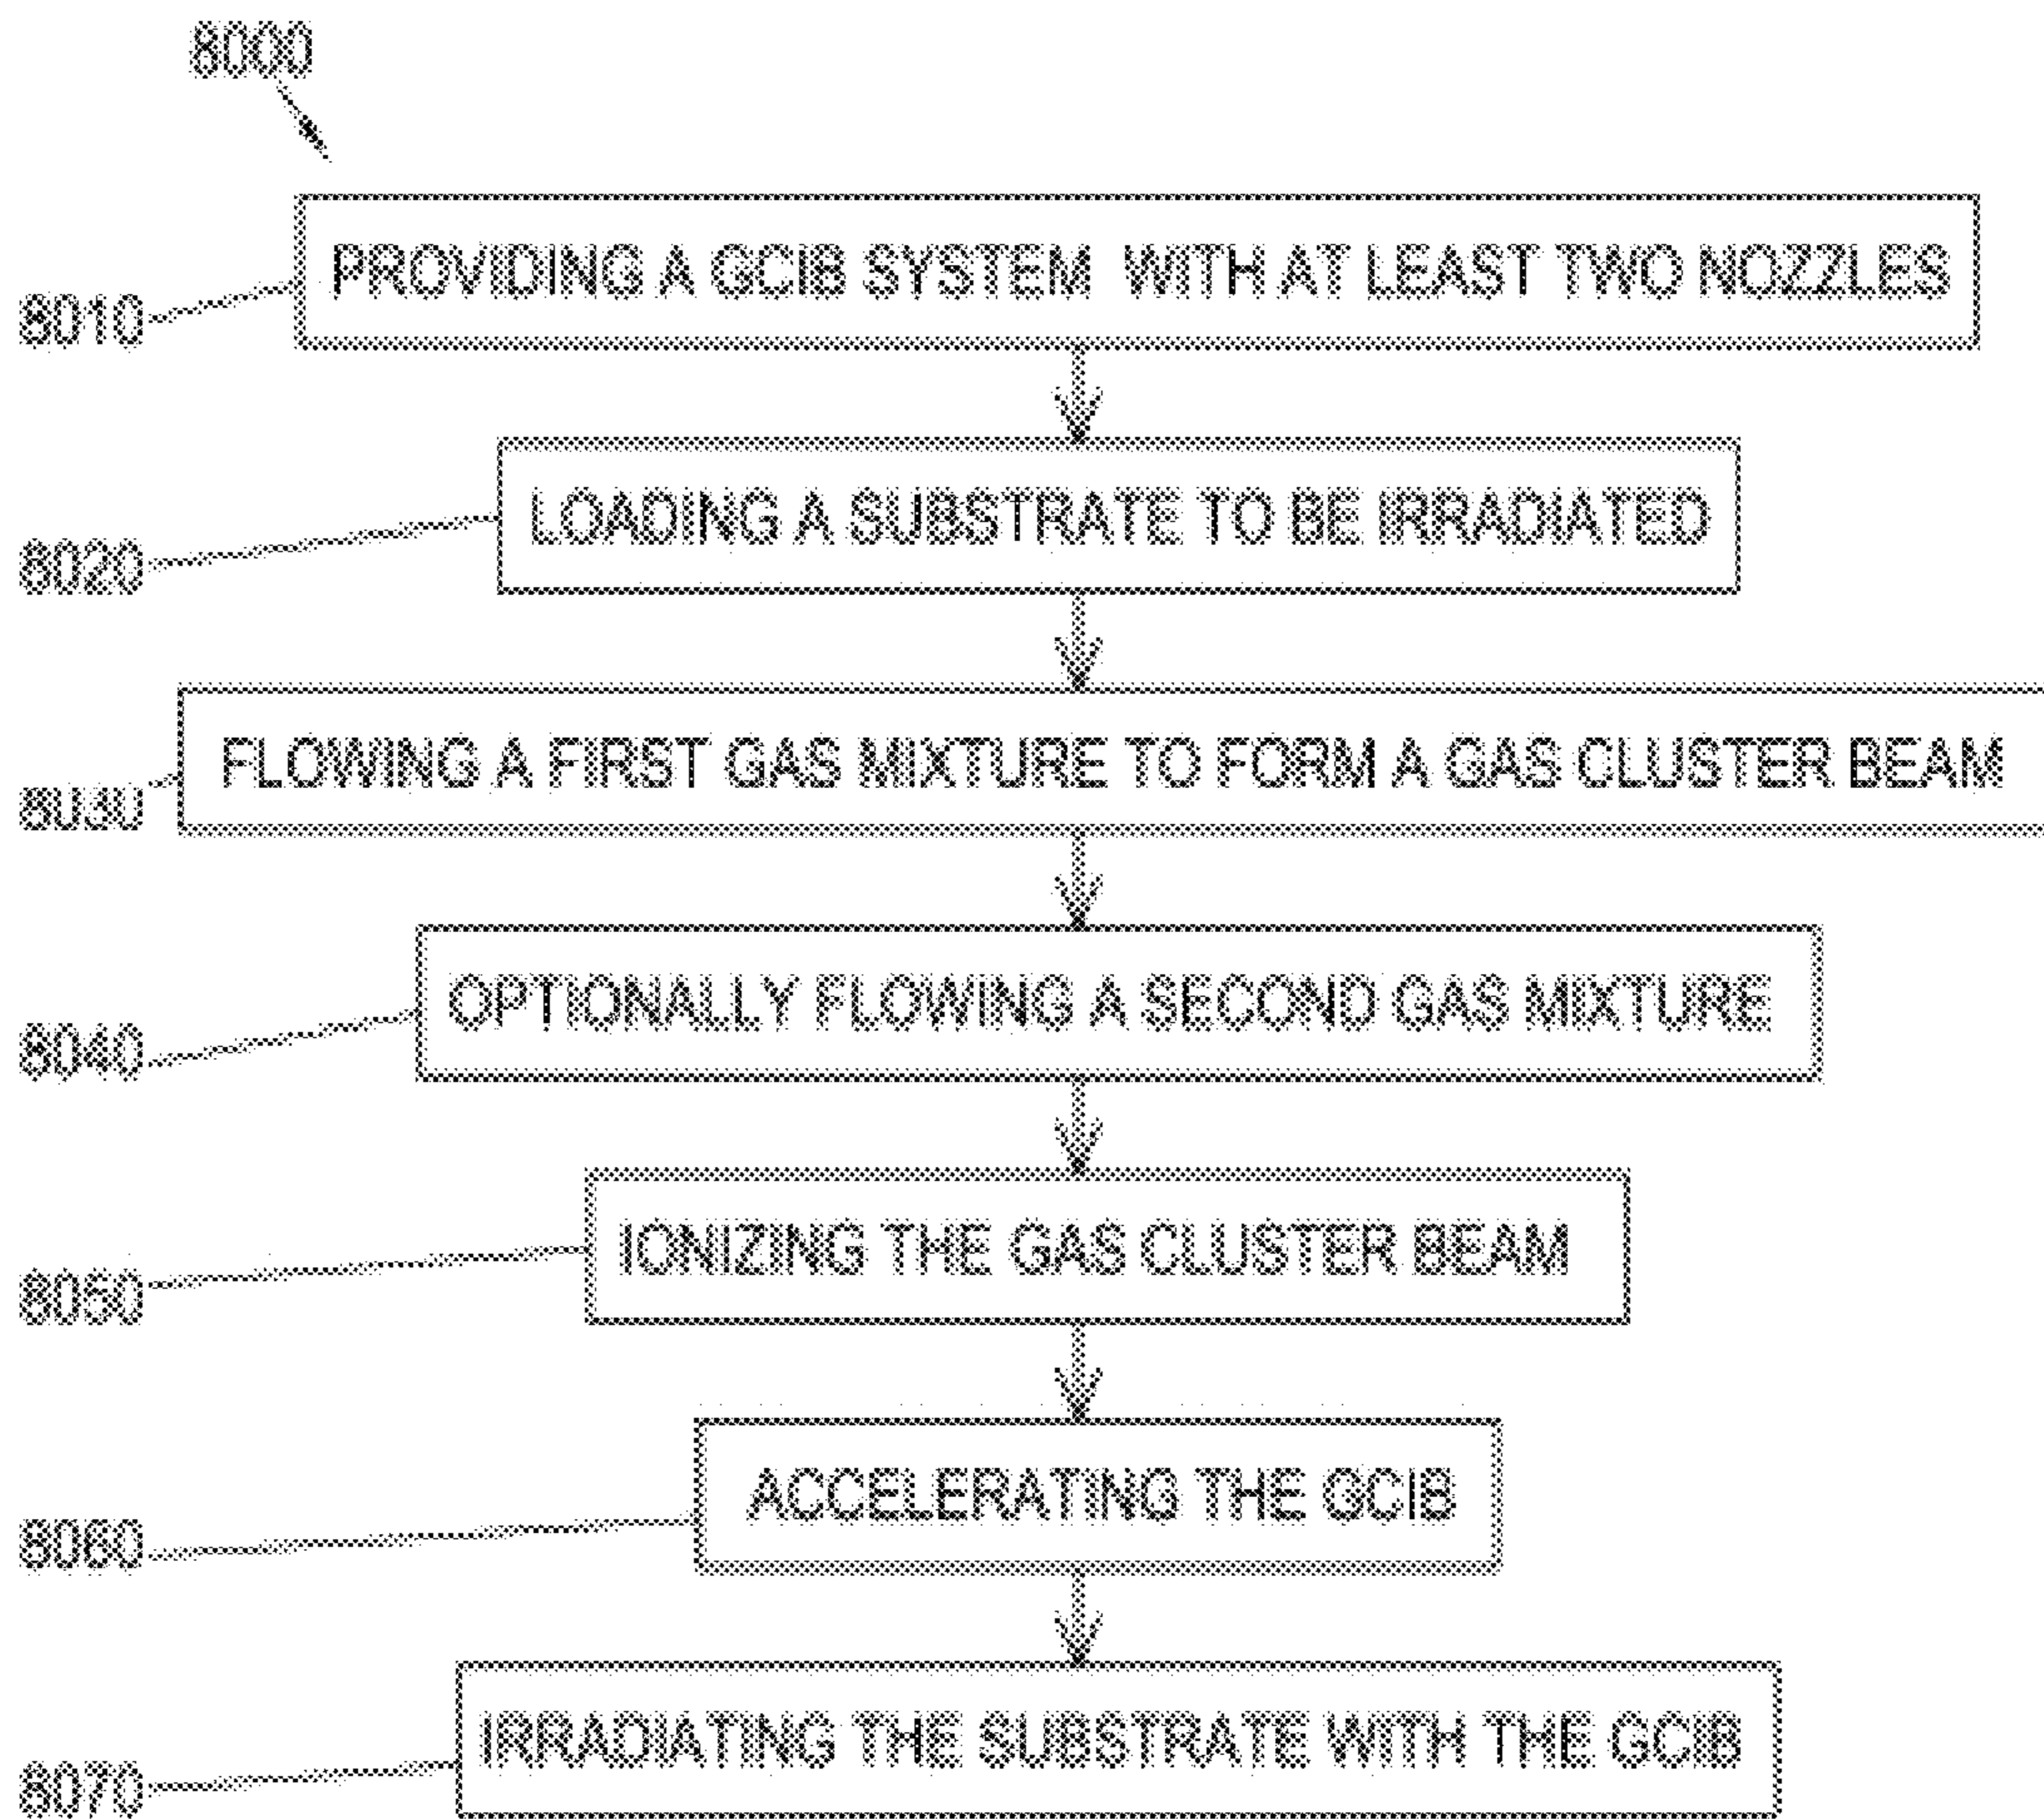 8000
PROVIDING A GCIB SYSTEM WITH AT LEAST TWO NOZZLES
8010
LOADING A SUBSTRATE TO BE IRRADIATED
8020
FLOWING A FIRST GAS MIXTURE TO FORM A GAS CLUSTER BEAM
8030
OPTIONALLY FLOWING A SECOND GAS MIXTURE
8040
IONIZING THE GAS CLUSTER BEAM
8050
ACCELERATING THE GCIB
8060
IRRADIATING THE SUBSTRATE WITH THE GCIB
8070